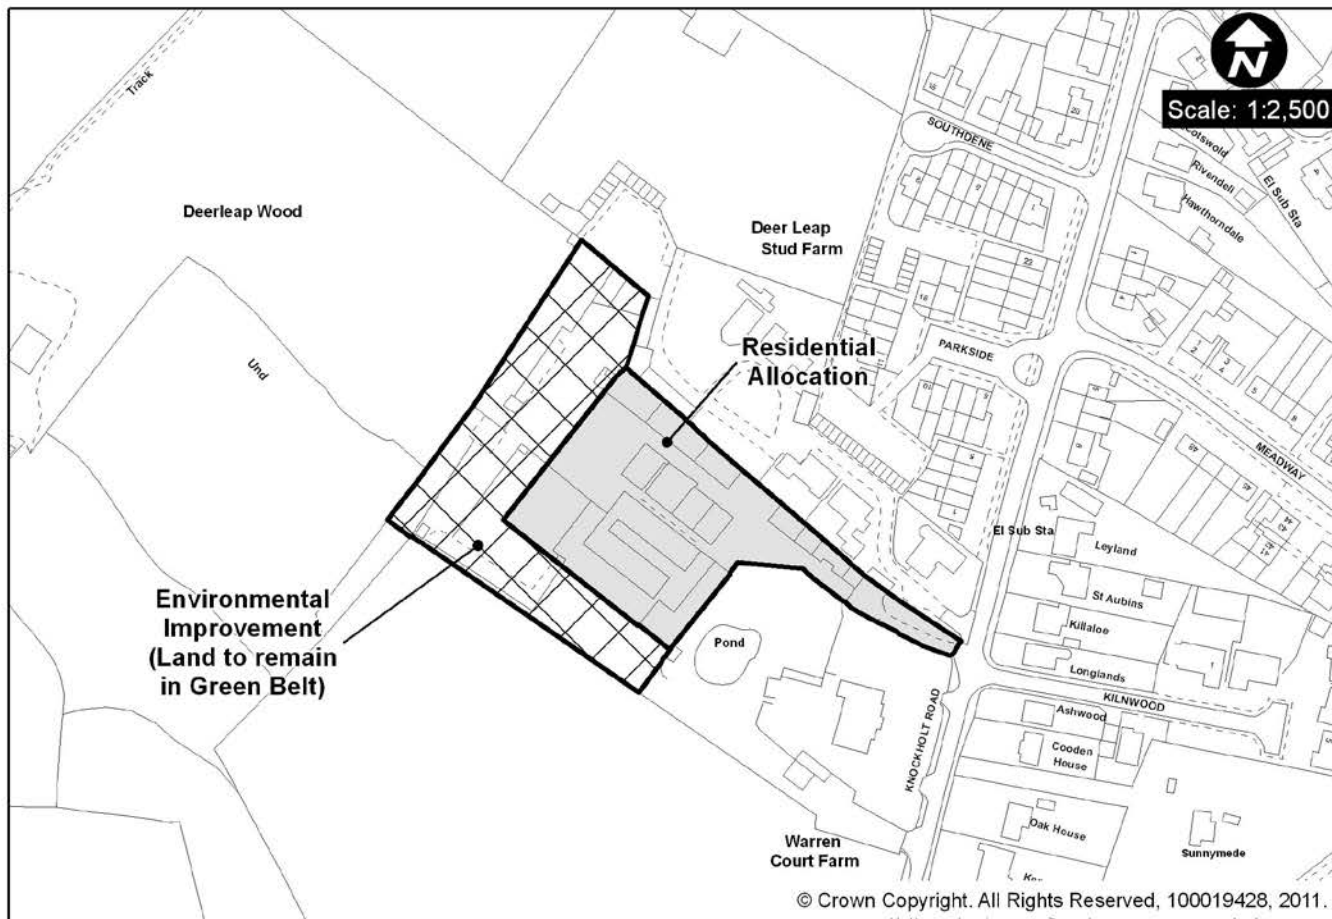 N
Scale: 1:2,500
Track
Deerleap Wood
Und
Deer Leap
Stud Farm
SOUTHDENE
Cotswold
Rivendell
Hawthorndale
El Sub Sta
22
PARKSIDE
Residential
Allocation
MEADWAY
El Sub Sta
Leyland
St Aubins
Killaloe
Longlands
KILNWOOD
Ashwood
Cooden
House
Oak House
Sunnymede
KNOCKHOLT ROAD
Pond
Environmental
Improvement
(Land to remain
in Green Belt)
Warren
Court Farm
© Crown Copyright. All Rights Reserved, 100019428, 2011.